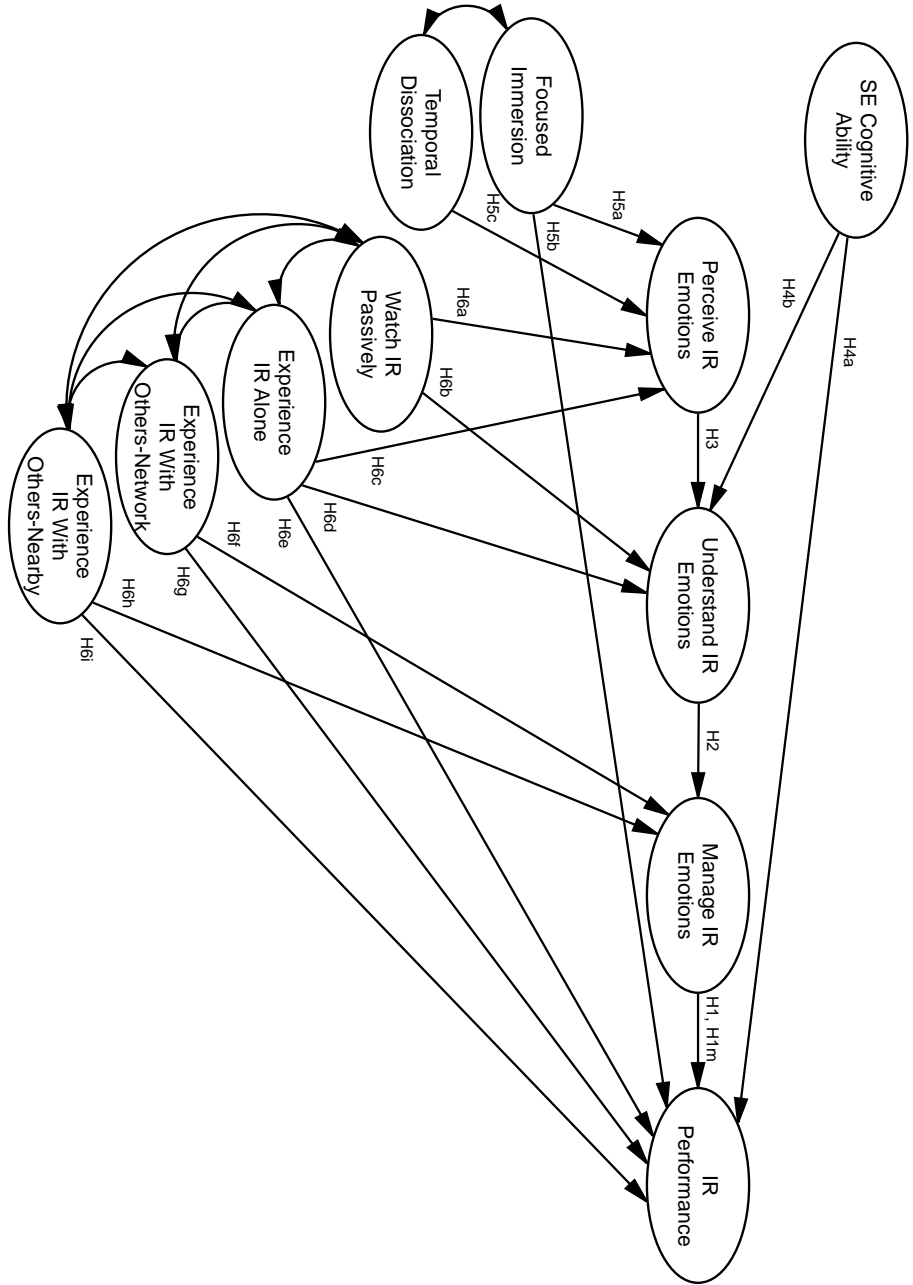 SE Cognitive
Ability
H4a
H4b
Focused
Immersion
Temporal
Dissociation
H5a
H5b
H5c
Perceive IR
Emotions
H3
Understand IR
Emotions
H2
Manage IR
Emotions
H1, H1m
IR
Performance
Watch IR
Passively
H6a
H6b
Experience
IR Alone
H6c
H6d
H6e
Experience
IR With
Others-Network
H6f
H6g
Experience
IR With
Others-Nearby
H6h
H6i